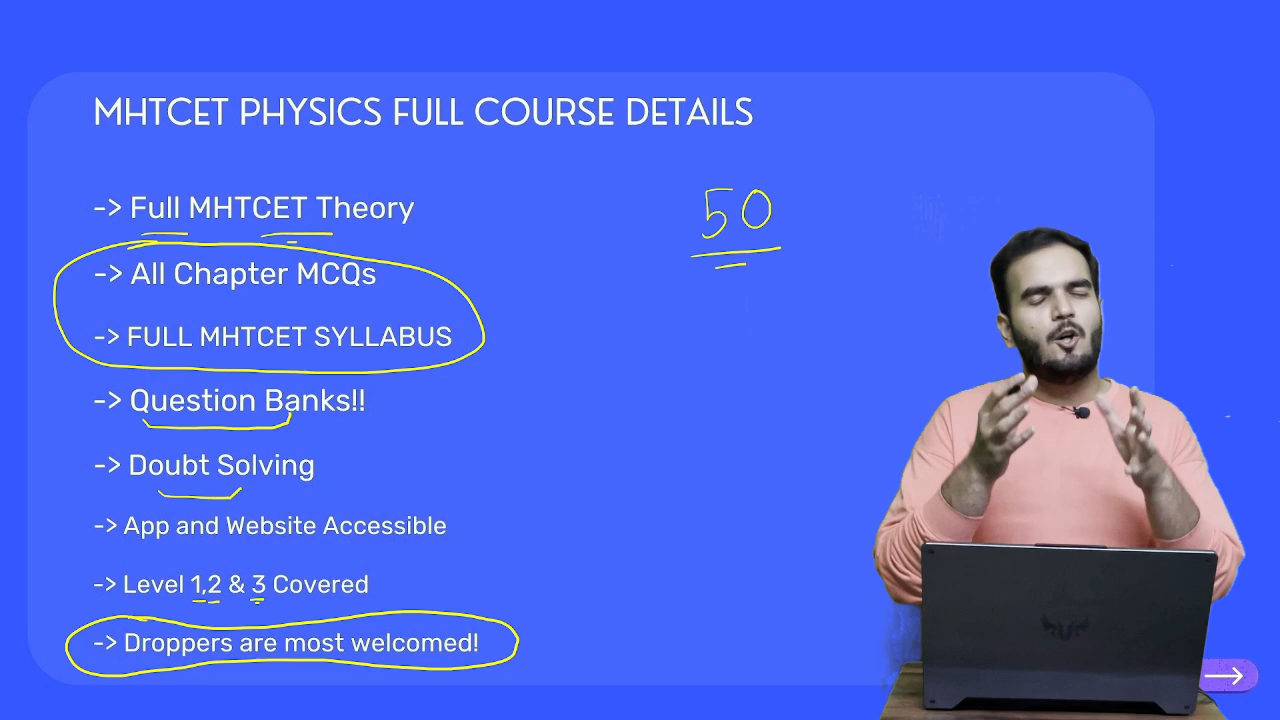 MHTCET PHYSICS FULL COURSE DETAILS
-> Full MHTCET Theory
50
-> All Chapter MCQs
-> FULL MHTCET SYLLABUS
-> Question Banks!!
-> Doubt Solving
-> App and Website Accessible
-> Level 1,2 & 3 Covered
-> Droppers are most welcomed!